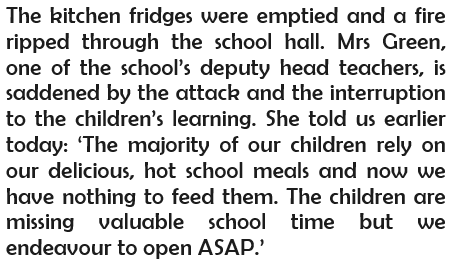 The kitchen fridges were emptied and a fire
ripped through the school hall. Mrs Green,
one of the school’s deputy head teachers, is
saddened by the attack and the interruption
to the children’s learning. She told us earlier
today: ‘The majority of our children rely on
our delicious, hot school meals and now we
have nothing to feed them. The children are
missing valuable school time but we
endeavour to open ASAP.’